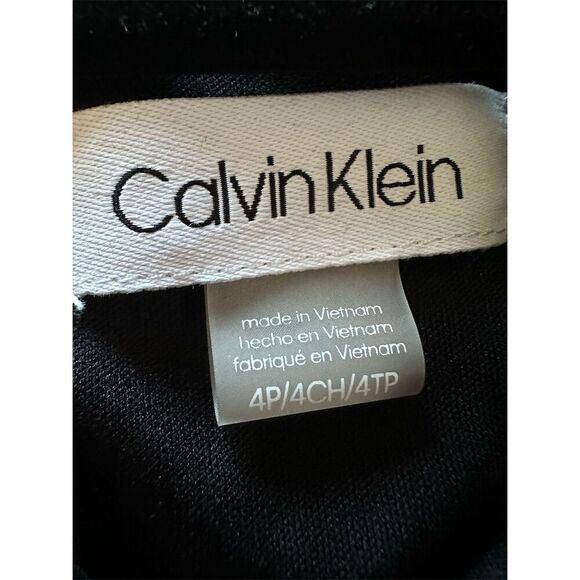 Calvin Klein
made in Vietnam
hecho en Vietnam
fabriqué en Vietnam
4P/4CH/4TP